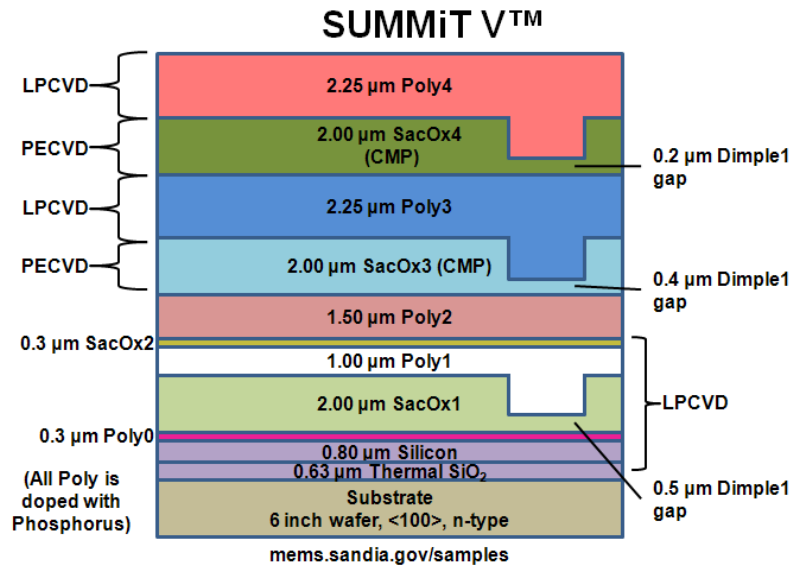 SUMMiT V™
LPCVD
2.25 µm Poly4
PECVD
2.00 µm SacOx4
(CMP)
0.2 µm Dimple1
gap
LPCVD
2.25 µm Poly3
PECVD
2.00 µm SacOx3 (CMP)
0.4 µm Dimple1
gap
1.50 µm Poly2
0.3 µm SacOx2
1.00 µm Poly1
2.00 µm SacOx1
LPCVD
0.3 µm Poly0
0.80 µm Silicon
0.63 µm Thermal SiO₂
(All Poly is
doped with
Phosphorus)
0.5 µm Dimple1
gap
Substrate
6 inch wafer, <100>, n-type
mems.sandia.gov/samples